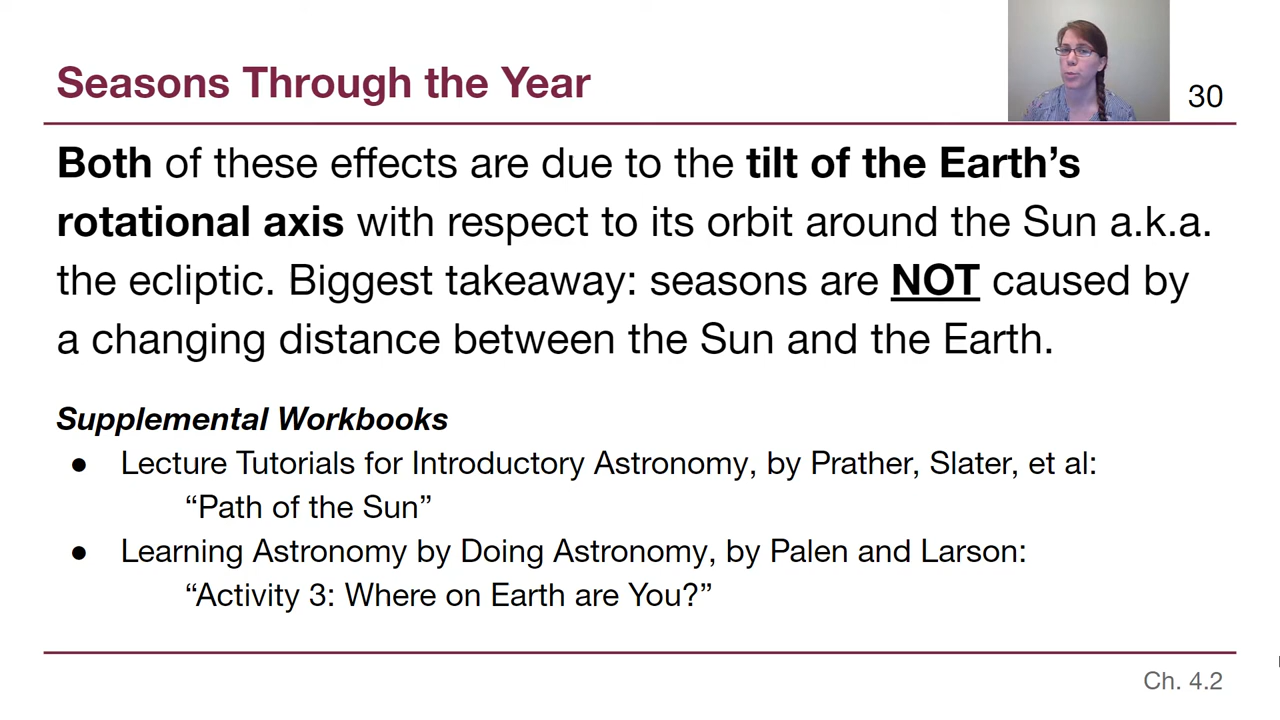 Seasons Through the Year
30
Both of these effects are due to the tilt of the Earth’s
rotational axis with respect to its orbit around the Sun a.k.a.
the ecliptic. Biggest takeaway: seasons are NOT caused by
a changing distance between the Sun and the Earth.
Supplemental Workbooks
● Lecture Tutorials for Introductory Astronomy, by Prather, Slater, et al:
“Path of the Sun”
● Learning Astronomy by Doing Astronomy, by Palen and Larson:
“Activity 3: Where on Earth are You?”
Ch. 4.2